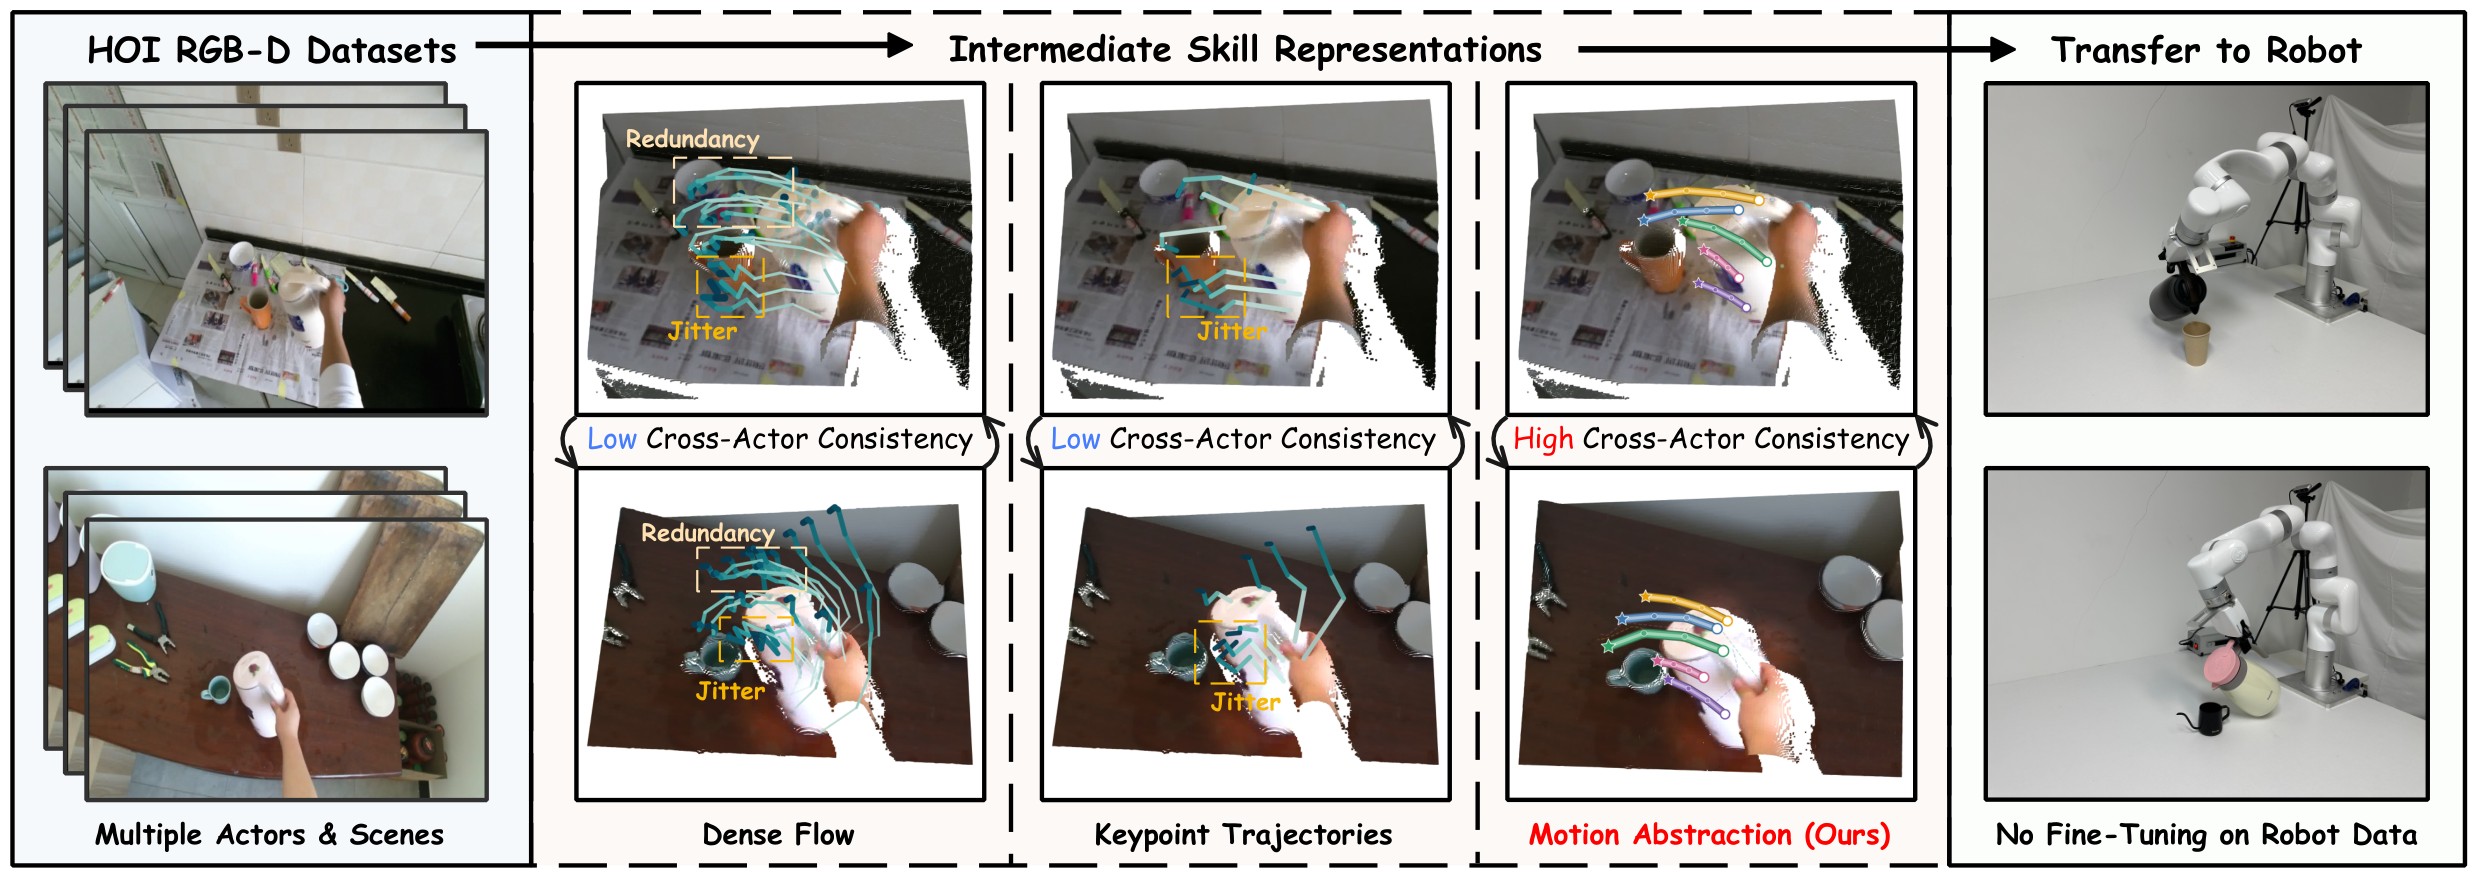 HOI RGB-D Datasets
Intermediate Skill Representations
Transfer to Robot
Redundancy
Jitter
Jitter
Low Cross-Actor Consistency
Low Cross-Actor Consistency
High Cross-Actor Consistency
Redundancy
Jitter
Jitter
Multiple Actors & Scenes
Dense Flow
Keypoint Trajectories
Motion Abstraction (Ours)
No Fine-Tuning on Robot Data